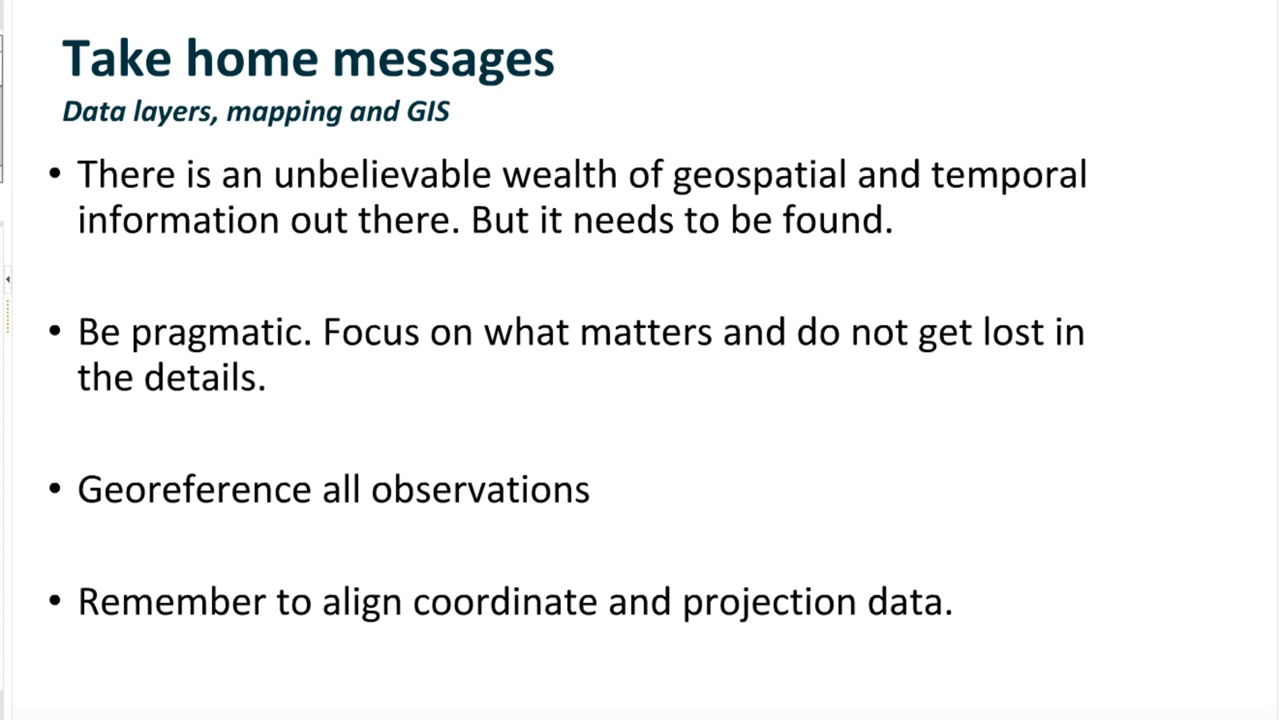 Take home messages
Data layers, mapping and GIS
• There is an unbelievable wealth of geospatial and temporal
information out there. But it needs to be found.
• Be pragmatic. Focus on what matters and do not get lost in
the details.
• Georeference all observations
• Remember to align coordinate and projection data.